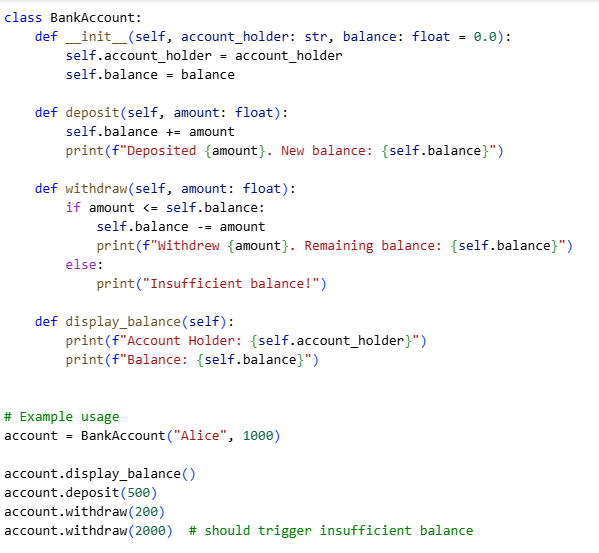 class BankAccount:
    def __init__(self, account_holder: str, balance: float = 0.0):
        self.account_holder = account_holder
        self.balance = balance

    def deposit(self, amount: float):
        self.balance += amount
        print(f"Deposited {amount}. New balance: {self.balance}")

    def withdraw(self, amount: float):
        if amount <= self.balance:
            self.balance -= amount
            print(f"Withdrew {amount}. Remaining balance: {self.balance}")
        else:
            print("Insufficient balance!")

    def display_balance(self):
        print(f"Account Holder: {self.account_holder}")
        print(f"Balance: {self.balance}")


# Example usage
account = BankAccount("Alice", 1000)

account.display_balance()
account.deposit(500)
account.withdraw(200)
account.withdraw(2000)  # should trigger insufficient balance